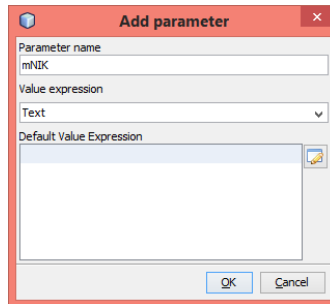 Add parameter
Parameter name
mNIK
Value expression
Text
Default Value Expression
OK
Cancel